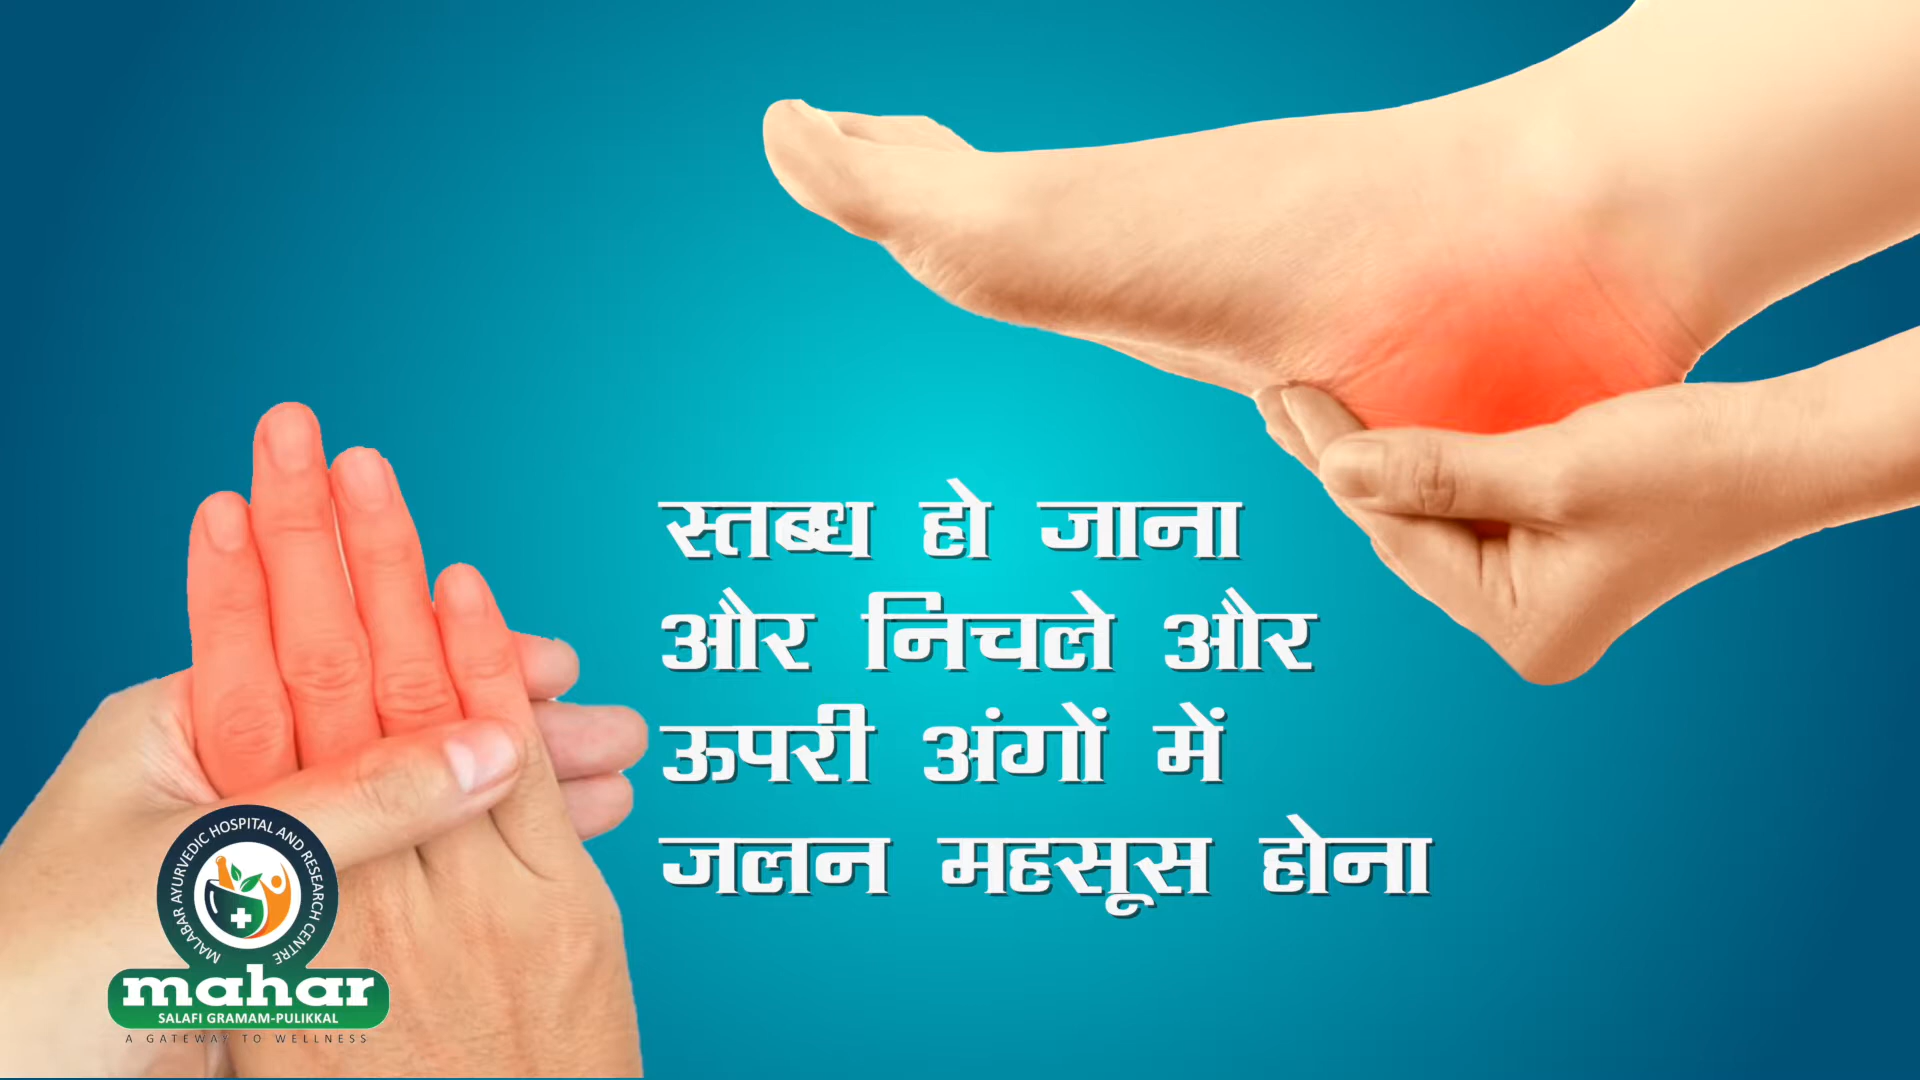 स्तब्ध हो जाना
और निचले और
ऊपरी अंगों में
जलन महसूस होना
MALABAR AYURVEDIC HOSPITAL AND RESEARCH CENTRE
mahar
SALAFI GRAMAM-PULIKKAL
A GATEWAY TO WELLNESS